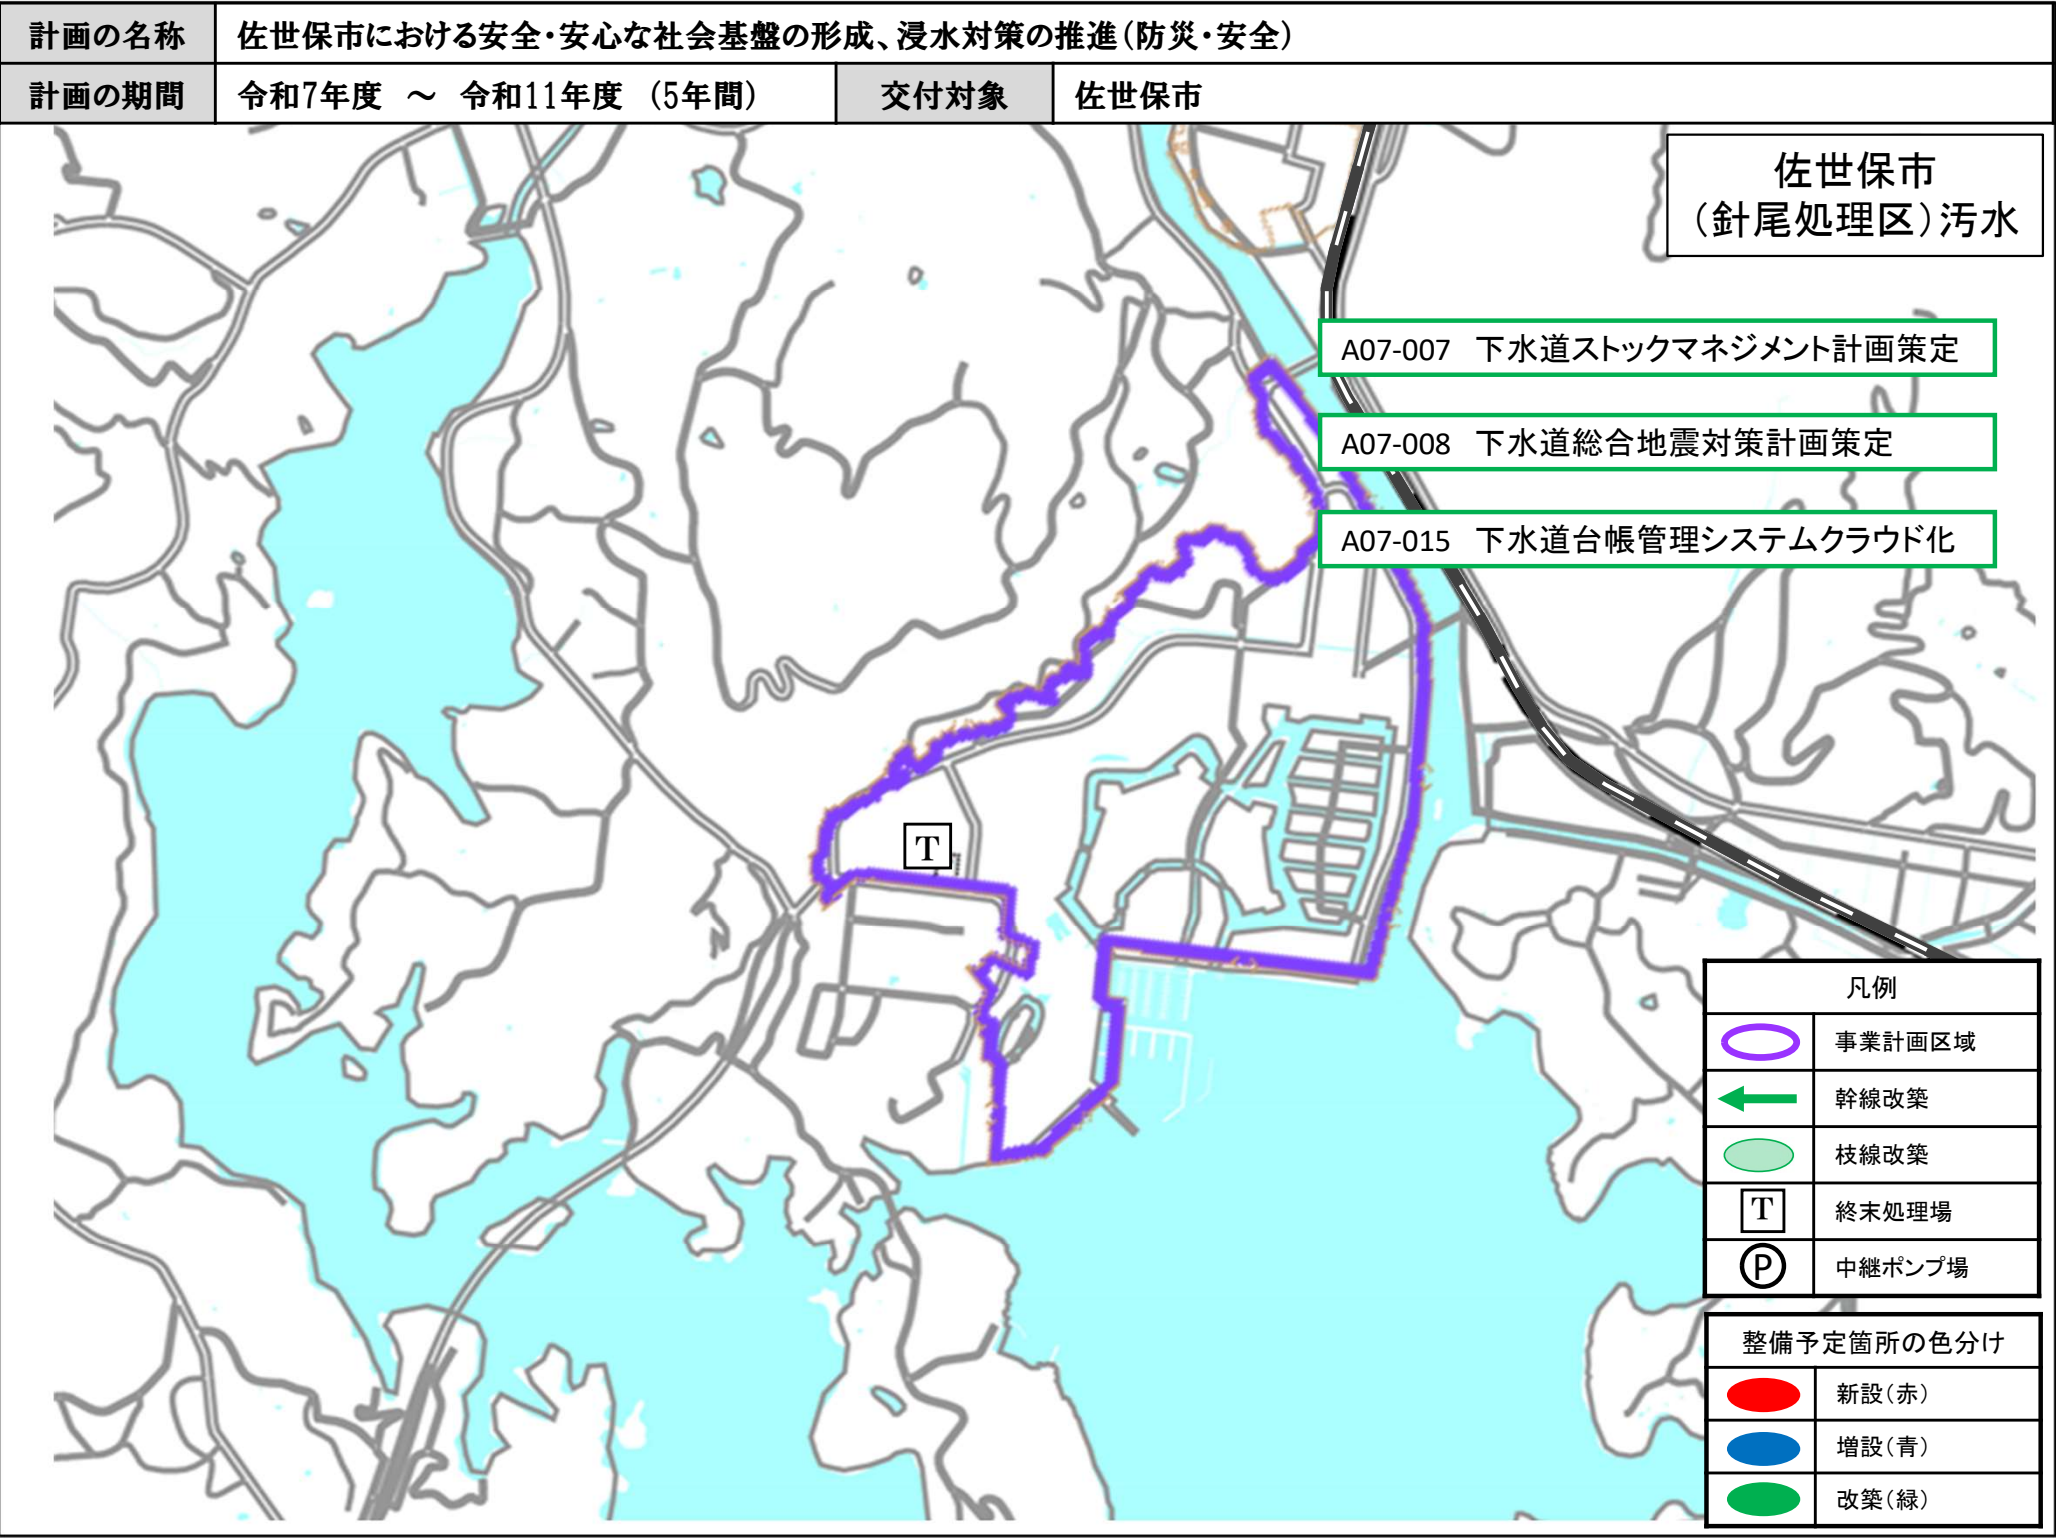 計画の名称
佐世保市における安全・安心な社会基盤の形成、浸水対策の推進（防災・安全）
計画の期間
令和7年度 ～ 令和11年度 （5年間）
交付対象
佐世保市
佐世保市
（針尾処理区）汚水
A07-007 下水道ストックマネジメント計画策定
A07-008 下水道総合地震対策計画策定
A07-015 下水道台帳管理システムクラウド化
T
凡例
事業計画区域
幹線改築
枝線改築
T 終末処理場
P 中継ポンプ場
整備予定箇所の色分け
新設（赤）
増設（青）
改築（緑）